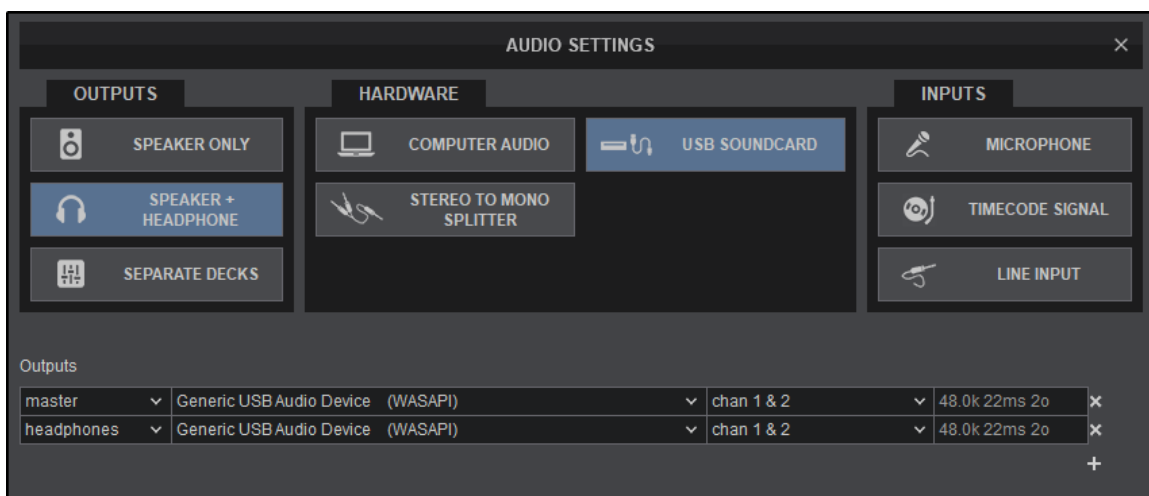 AUDIO SETTINGS
OUTPUTS
SPEAKER ONLY
SPEAKER +
HEADPHONE
SEPARATE DECKS
HARDWARE
COMPUTER AUDIO
USB SOUNDCARD
STEREO TO MONO
SPLITTER
INPUTS
MICROPHONE
TIMECODE SIGNAL
LINE INPUT
Outputs
master Generic USB Audio Device (WASAPI) chan 1 & 2 48.0k 22ms 2o
headphones Generic USB Audio Device (WASAPI) chan 1 & 2 48.0k 22ms 2o